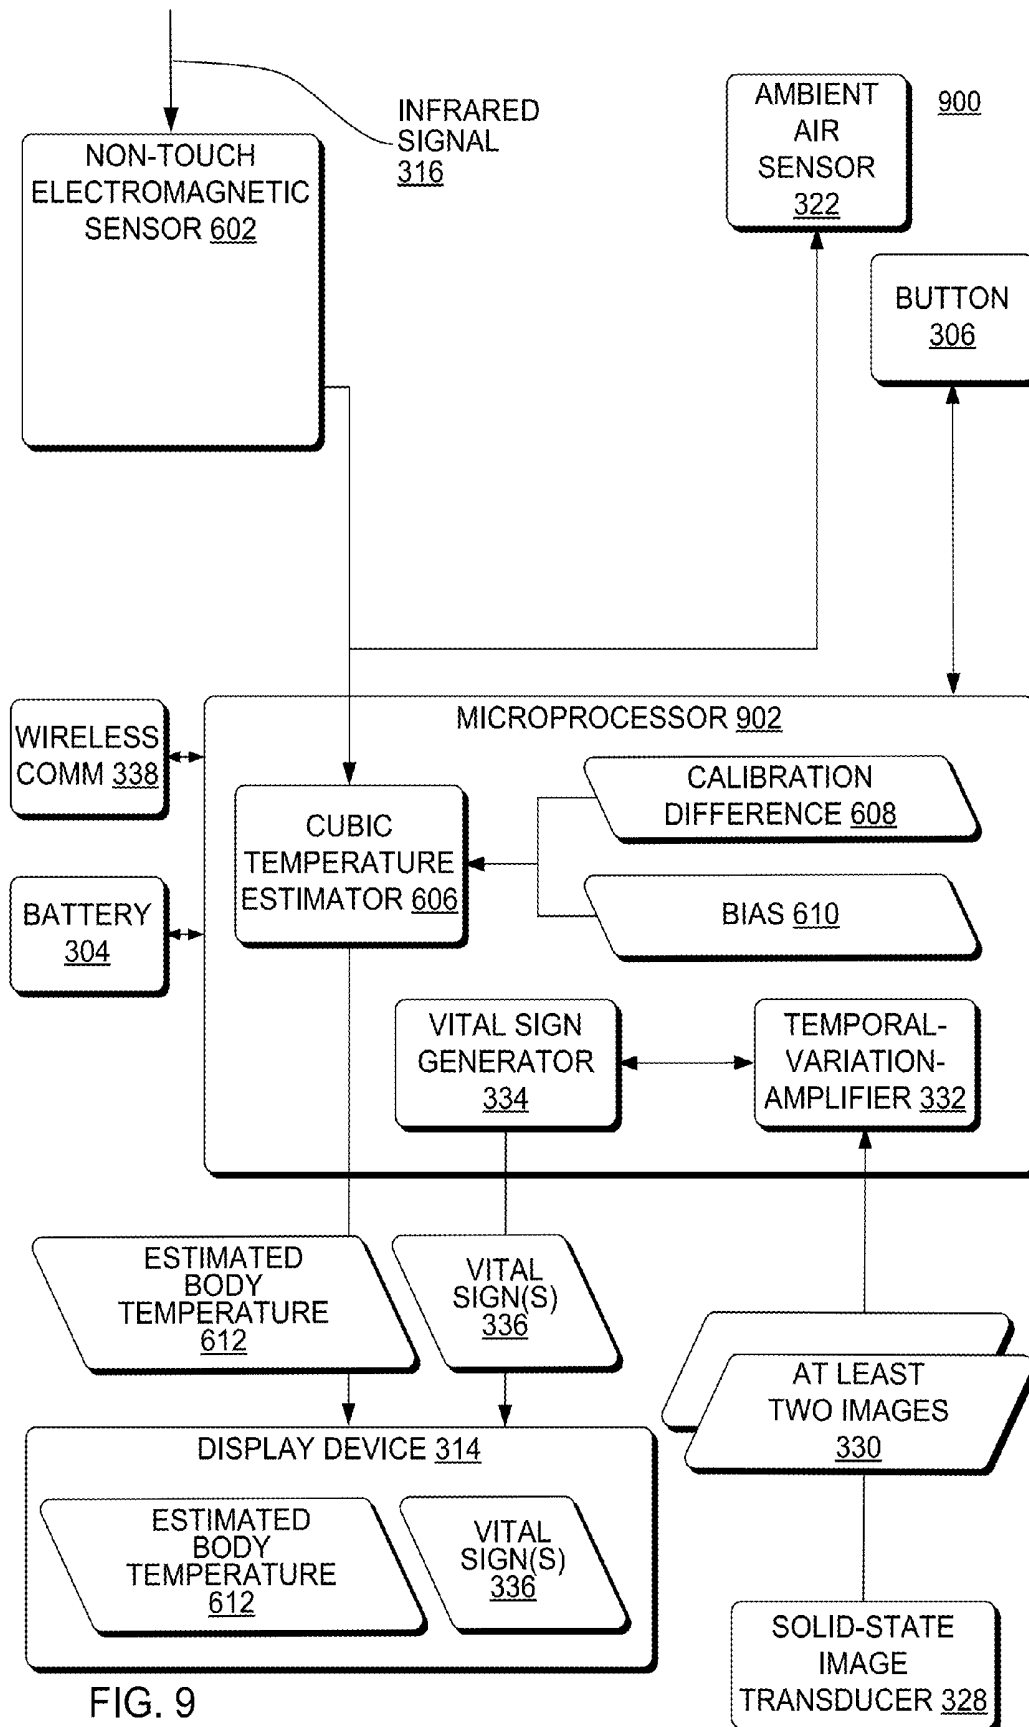 INFRARED
SIGNAL
316
NON-TOUCH
ELECTROMAGNETIC
SENSOR 602
AMBIENT
AIR
SENSOR
322
900
BUTTON
306
MICROPROCESSOR 902
WIRELESS
COMM 338
BATTERY
304
CUBIC
TEMPERATURE
ESTIMATOR 606
CALIBRATION
DIFFERENCE 608
BIAS 610
VITAL SIGN
GENERATOR
334
TEMPORAL-
VARIATION-
AMPLIFIER 332
ESTIMATED
BODY
TEMPERATURE
612
VITAL
SIGN(S)
336
AT LEAST
TWO IMAGES
330
DISPLAY DEVICE 314
ESTIMATED
BODY
TEMPERATURE
612
VITAL
SIGN(S)
336
SOLID-STATE
IMAGE
TRANSDUCER 328
FIG. 9